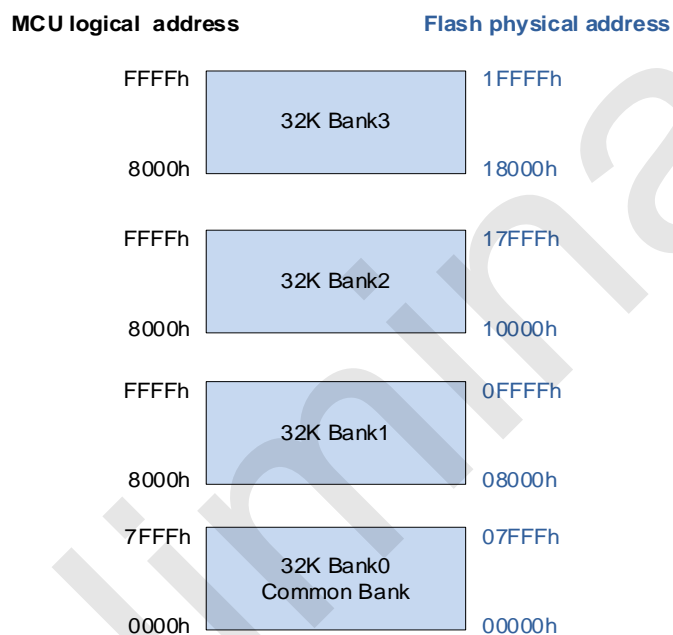 MCU logical address Flash physical address
FFFFh 1FFFFh
32K Bank3
8000h 18000h
FFFFh 17FFFh
32K Bank2
8000h 10000h
FFFFh 0FFFFh
32K Bank1
8000h 08000h
7FFFh 07FFFh
32K Bank0
Common Bank
0000h 00000h
limina